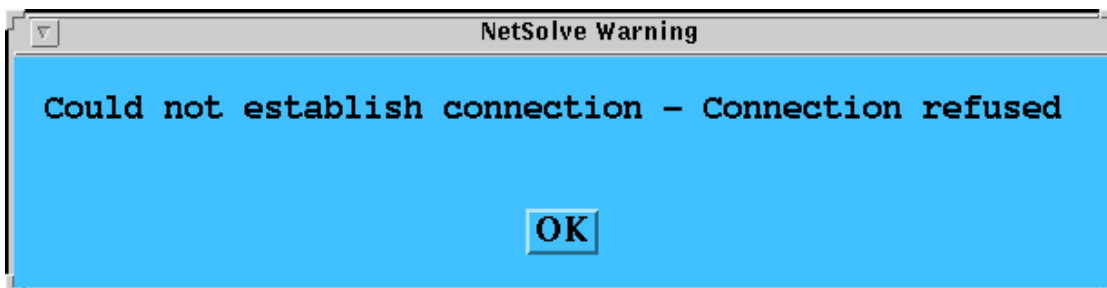 NetSolve Warning
Could not establish connection – Connection refused
OK